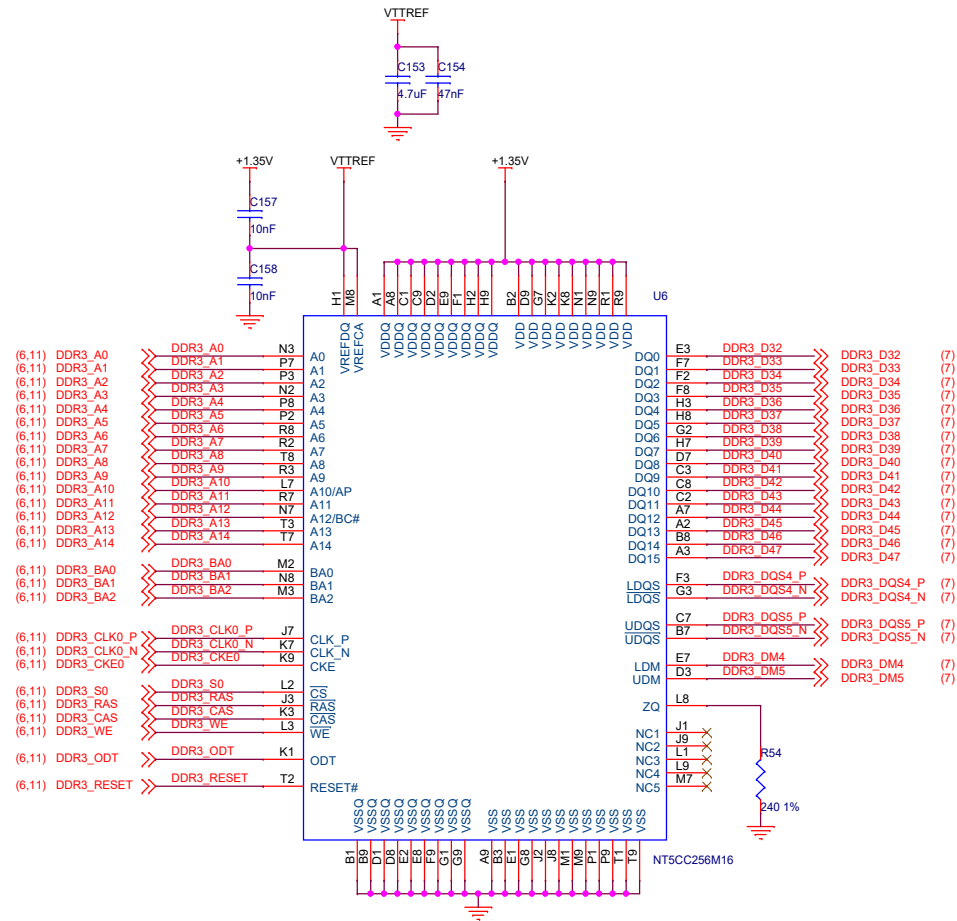 VTTREF
C153 C154
4.7uF 47nF
+1.35V VTTREF +1.35V
C157
10nF
C158
10nF
H1 M8 A1 A8 C1 C9 D2 E9 F1 H2 H9 B2 D9 G7 K2 K8 N1 N9 R1 R9
U6
VREFDQ VREFCA VDDQ VDDQ VDDQ VDDQ VDDQ VDDQ VDDQ VDDQ VDDQ VDD VDD VDD VDD VDD VDD VDD VDD VDD
(6,11) DDR3_A0 DDR3_A0 N3 A0
(6,11) DDR3_A1 DDR3_A1 P7 A1
(6,11) DDR3_A2 DDR3_A2 P3 A2
(6,11) DDR3_A3 DDR3_A3 N2 A3
(6,11) DDR3_A4 DDR3_A4 P8 A4
(6,11) DDR3_A5 DDR3_A5 P2 A5
(6,11) DDR3_A6 DDR3_A6 R8 A6
(6,11) DDR3_A7 DDR3_A7 R2 A7
(6,11) DDR3_A8 DDR3_A8 T8 A8
(6,11) DDR3_A9 DDR3_A9 R3 A9
(6,11) DDR3_A10 DDR3_A10 L7 A10/AP
(6,11) DDR3_A11 DDR3_A11 R7 A11
(6,11) DDR3_A12 DDR3_A12 N7 A12/BC#
(6,11) DDR3_A13 DDR3_A13 T3 A13
(6,11) DDR3_A14 DDR3_A14 T7 A14
(6,11) DDR3_BA0 DDR3_BA0 M2 BA0
(6,11) DDR3_BA1 DDR3_BA1 N8 BA1
(6,11) DDR3_BA2 DDR3_BA2 M3 BA2
(6,11) DDR3_CLK0_P DDR3_CLK0_P J7 CLK_P
(6,11) DDR3_CLK0_N DDR3_CLK0_N K7 CLK_N
(6,11) DDR3_CKE0 DDR3_CKE0 K9 CKE
(6,11) DDR3_S0 DDR3_S0 L2 CS
(6,11) DDR3_RAS DDR3_RAS J3 RAS
(6,11) DDR3_CAS DDR3_CAS K3 CAS
(6,11) DDR3_WE DDR3_WE L3 WE
(6,11) DDR3_ODT DDR3_ODT K1 ODT
(6,11) DDR3_RESET DDR3_RESET T2 RESET#
DQ0 E3 DDR3_D32 DDR3_D32 (7)
DQ1 F7 DDR3_D33 DDR3_D33 (7)
DQ2 F2 DDR3_D34 DDR3_D34 (7)
DQ3 F8 DDR3_D35 DDR3_D35 (7)
DQ4 H3 DDR3_D36 DDR3_D36 (7)
DQ5 H8 DDR3_D37 DDR3_D37 (7)
DQ6 G2 DDR3_D38 DDR3_D38 (7)
DQ7 H7 DDR3_D39 DDR3_D39 (7)
DQ8 D7 DDR3_D40 DDR3_D40 (7)
DQ9 C3 DDR3_D41 DDR3_D41 (7)
DQ10 C8 DDR3_D42 DDR3_D42 (7)
DQ11 C2 DDR3_D43 DDR3_D43 (7)
DQ12 A7 DDR3_D44 DDR3_D44 (7)
DQ13 A2 DDR3_D45 DDR3_D45 (7)
DQ14 B8 DDR3_D46 DDR3_D46 (7)
DQ15 A3 DDR3_D47 DDR3_D47 (7)
LDQS F3 DDR3_DQS4_P DDR3_DQS4_P (7)
LDQS G3 DDR3_DQS4_N DDR3_DQS4_N (7)
UDQS C7 DDR3_DQS5_P DDR3_DQS5_P (7)
UDQS B7 DDR3_DQS5_N DDR3_DQS5_N (7)
LDM E7 DDR3_DM4 DDR3_DM4 (7)
UDM D3 DDR3_DM5 DDR3_DM5 (7)
ZQ L8
NC1 J1
NC2 J9
NC3 L1
NC4 L9
NC5 M7
R54
240 1%
VSSQ VSSQ VSSQ VSSQ VSSQ VSSQ VSSQ VSSQ VSSQ VSS VSS VSS VSS VSS VSS VSS VSS VSS VSS VSS VSS
B1 B9 D1 D8 E2 E8 F9 G1 G9 A9 B3 E1 G8 J2 J8 M1 M9 P1 P9 T1 T9
NT5CC256M16